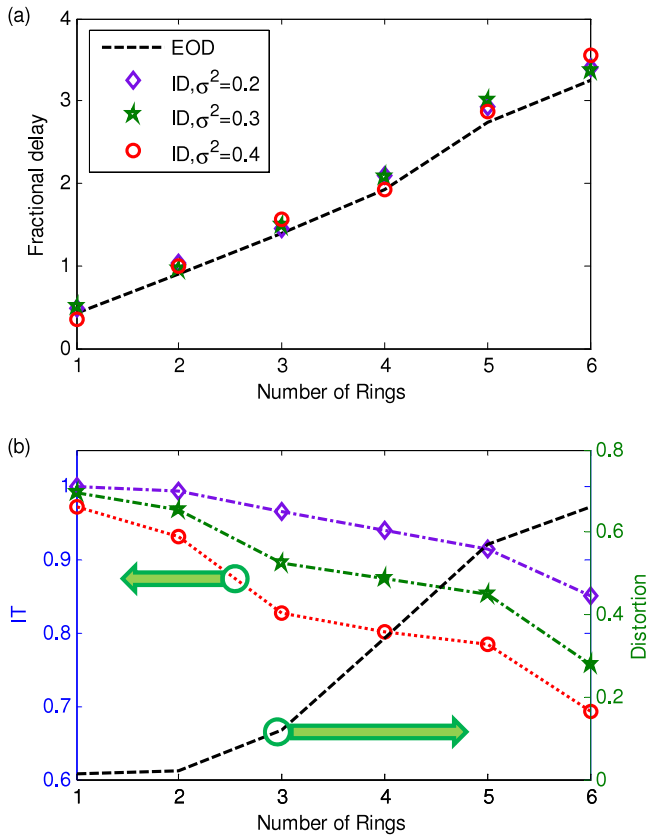 (a)
4
3
2
1
0
Fractional delay
EOD
ID,σ²=0.2
ID,σ²=0.3
ID,σ²=0.4
1 2 3 4 5 6
Number of Rings
(b)
1
0.9
0.8
0.7
0.6
IT
0.8
0.6
0.4
0.2
0
Distortion
1 2 3 4 5 6
Number of Rings